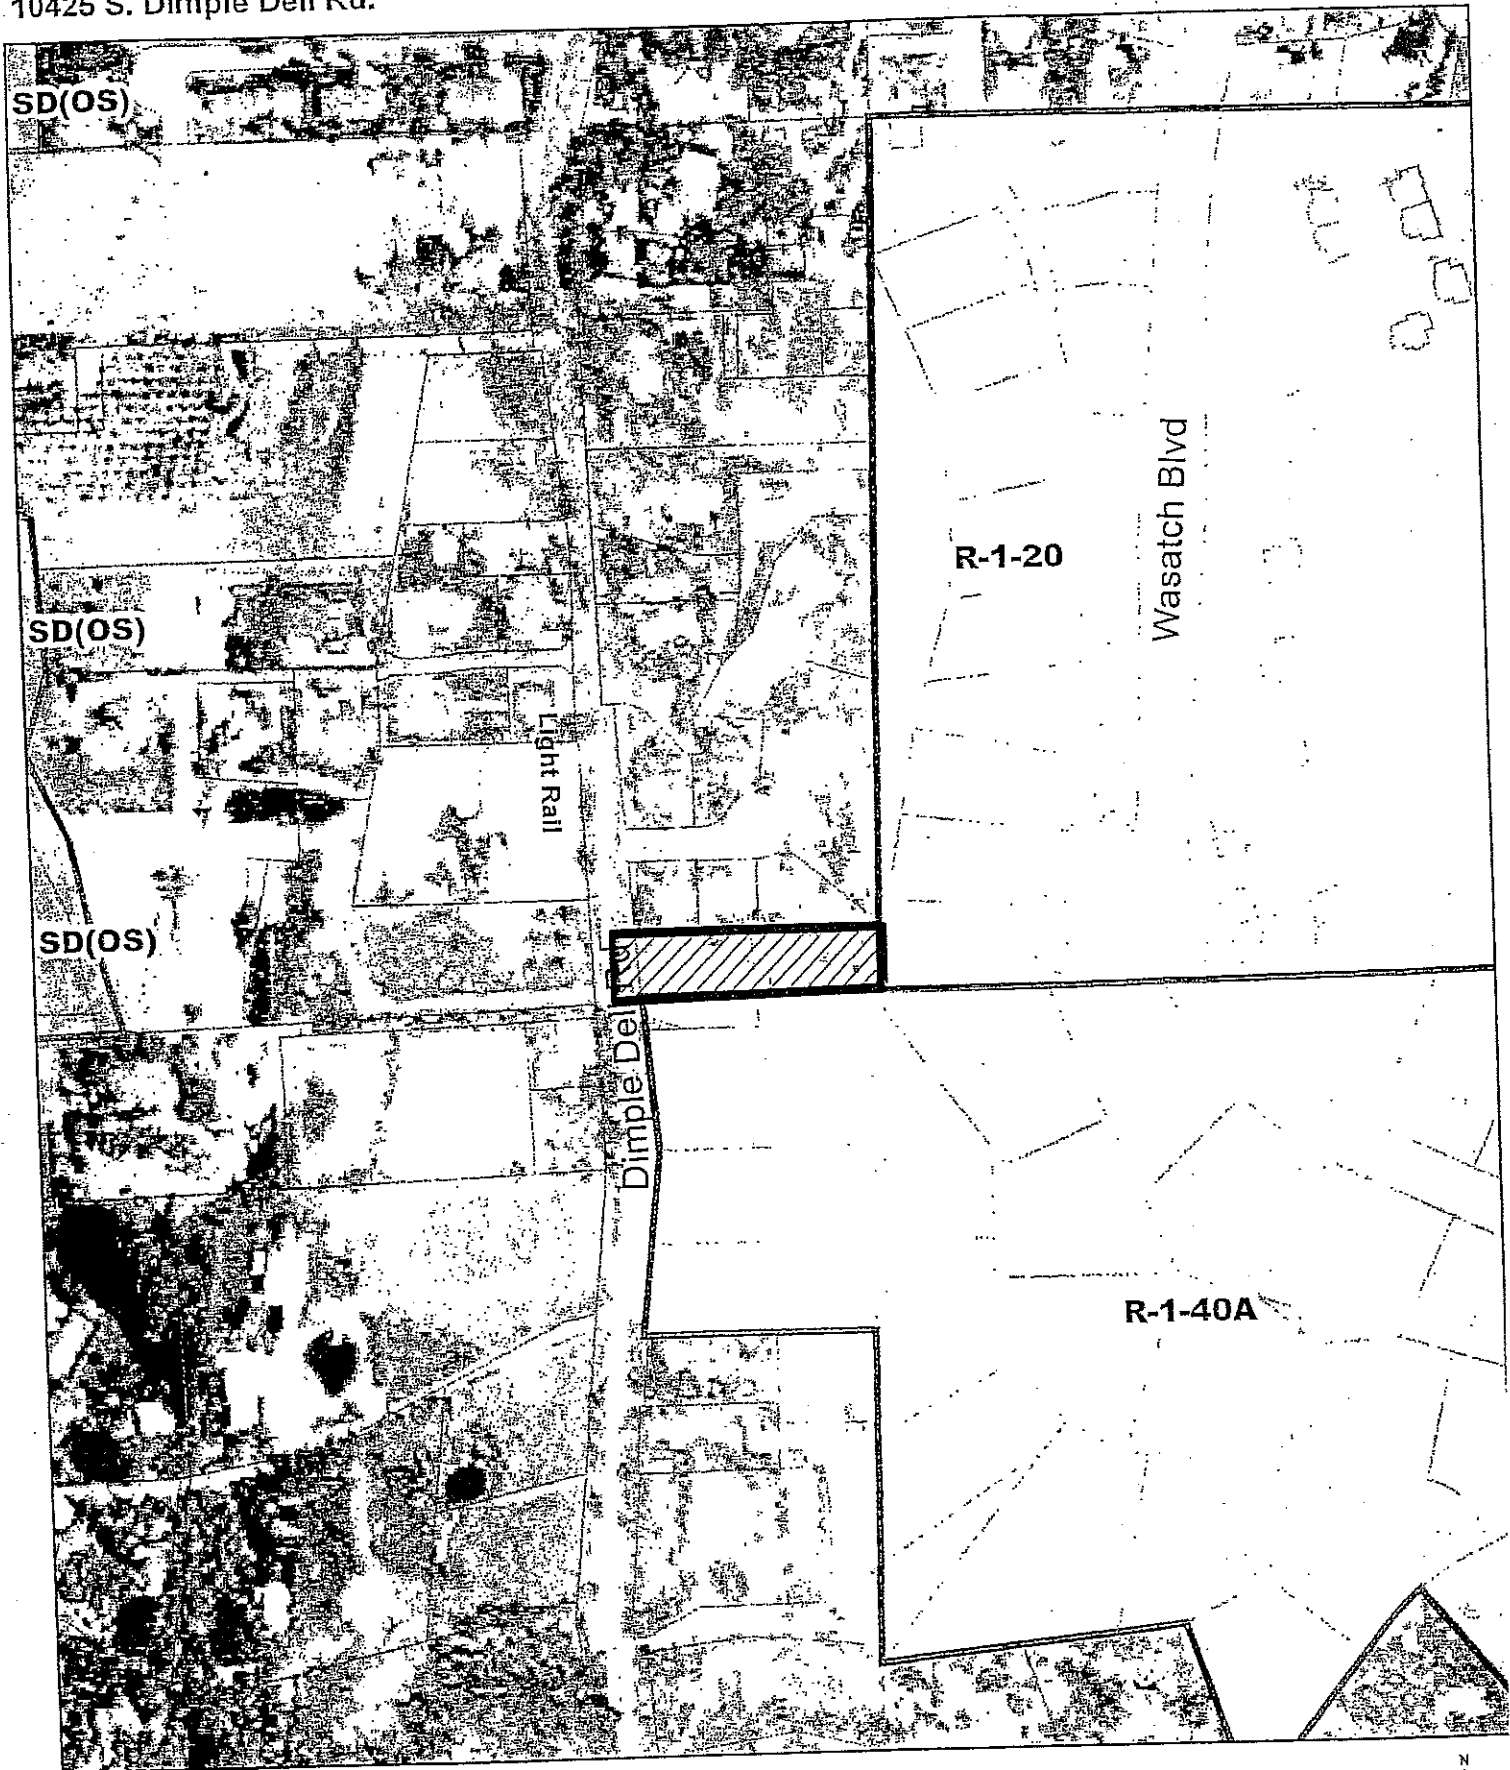 10425 S. Dimple Dell Rd.
SD(OS)
Wasatch Blvd
R-1-20
SD(OS)
Light Rail
SD(OS)
Dimple Dell Rd
R-1-40A
N